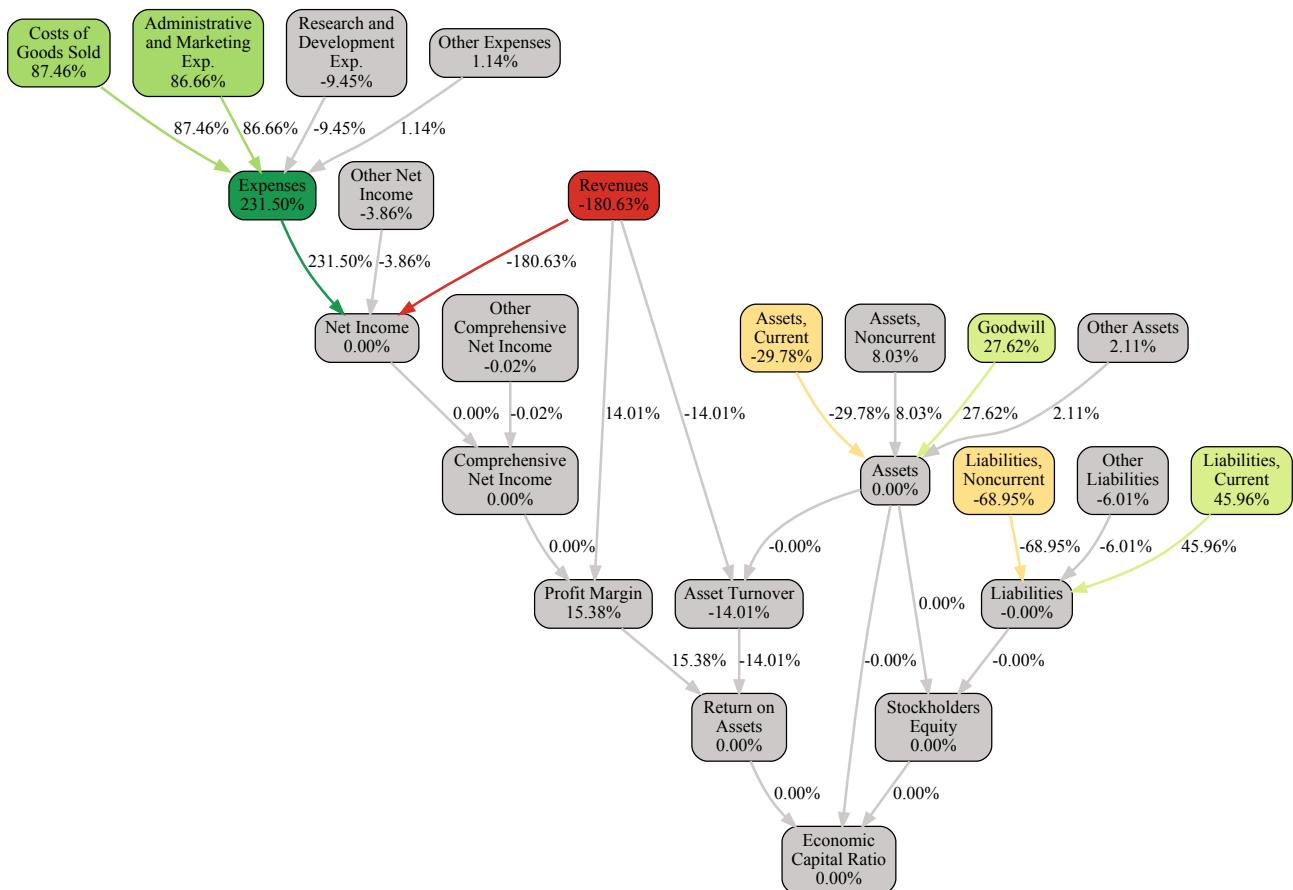 Costs of
Goods Sold
87.46%
Administrative
and Marketing
Exp.
86.66%
Research and
Development
Exp.
-9.45%
Other Expenses
1.14%
87.46%
86.66%
-9.45%
1.14%
Expenses
231.50%
Other Net
Income
-3.86%
Revenues
-180.63%
231.50%
-3.86%
-180.63%
Net Income
0.00%
Other
Comprehensive
Net Income
-0.02%
Assets,
Current
-29.78%
Assets,
Noncurrent
8.03%
Goodwill
27.62%
Other Assets
2.11%
0.00%
-0.02%
14.01%
-14.01%
-29.78%
8.03%
27.62%
2.11%
Comprehensive
Net Income
0.00%
Assets
0.00%
Liabilities,
Noncurrent
-68.95%
Other
Liabilities
-6.01%
Liabilities,
Current
45.96%
0.00%
-0.00%
-68.95%
-6.01%
45.96%
Profit Margin
15.38%
Asset Turnover
-14.01%
0.00%
Liabilities
-0.00%
15.38%
-14.01%
-0.00%
-0.00%
Return on
Assets
0.00%
Stockholders
Equity
0.00%
0.00%
0.00%
Economic
Capital Ratio
0.00%